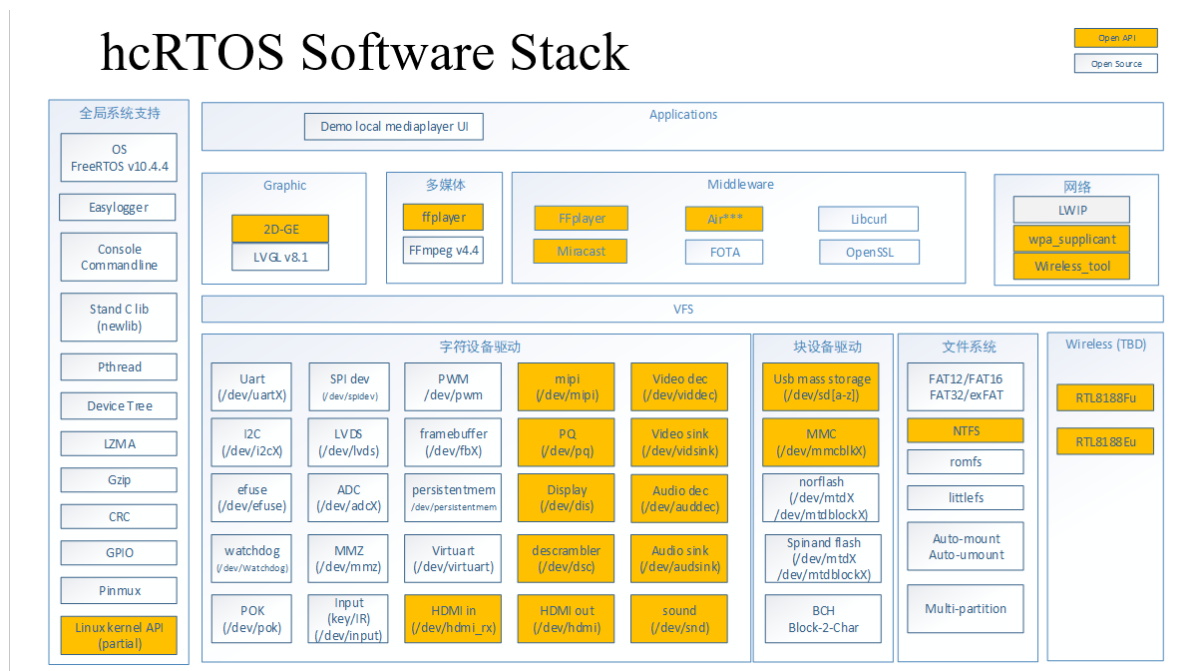 hcRTOS Software Stack
Open API
Open Source
全局系统支持
OS
FreeRTOS v10.4.4
Easylogger
Console
Commandline
Stand C lib
(newlib)
Pthread
Device Tree
LZMA
Gzip
CRC
GPIO
Pinmux
Linux kernel API
(partial)
Applications
Demo local mediaplayer UI
Graphic
2D-GE
LVGL v8.1
多媒体
ffplayer
FFmpeg v4.4
Middleware
FFplayer
Air***
Libcurl
Miracast
FOTA
OpenSSL
网络
LWIP
wpa_supplicant
Wireless_tool
VFS
字符设备驱动
Uart
(/dev/uartX)
SPI dev
(/dev/spidev)
PWM
/dev/pwm
mipi
(/dev/mipi)
Video dec
(/dev/viddec)
I2C
(/dev/i2cX)
LVDS
(/dev/lvds)
framebuffer
(/dev/fbX)
PQ
(/dev/pq)
Video sink
(/dev/vidsink)
efuse
(/dev/efuse)
ADC
(/dev/adcX)
persistentmem
/dev/persistentmem
Display
(/dev/dis)
Audio dec
(/dev/auddec)
watchdog
(/dev/Watchdog)
MMZ
(/dev/mmz)
Virtuart
(/dev/virtuart)
descrambler
(/dev/dsc)
Audio sink
(/dev/audsink)
POK
(/dev/pok)
Input
(key/IR)
(/dev/input)
HDMI in
(/dev/hdmi_rx)
HDMI out
(/dev/hdmi)
sound
(/dev/snd)
块设备驱动
Usb mass storage
(/dev/sd[a-z])
MMC
(/dev/mmcblkX)
norflash
(/dev/mtdX
/dev/mtdblockX)
Spinand flash
(/dev/mtdX
/dev/mtdblockX)
BCH
Block-2-Char
文件系统
FAT12/FAT16
FAT32/exFAT
NTFS
romfs
littlefs
Auto-mount
Auto-umount
Multi-partition
Wireless (TBD)
RTL8188Fu
RTL8188Eu